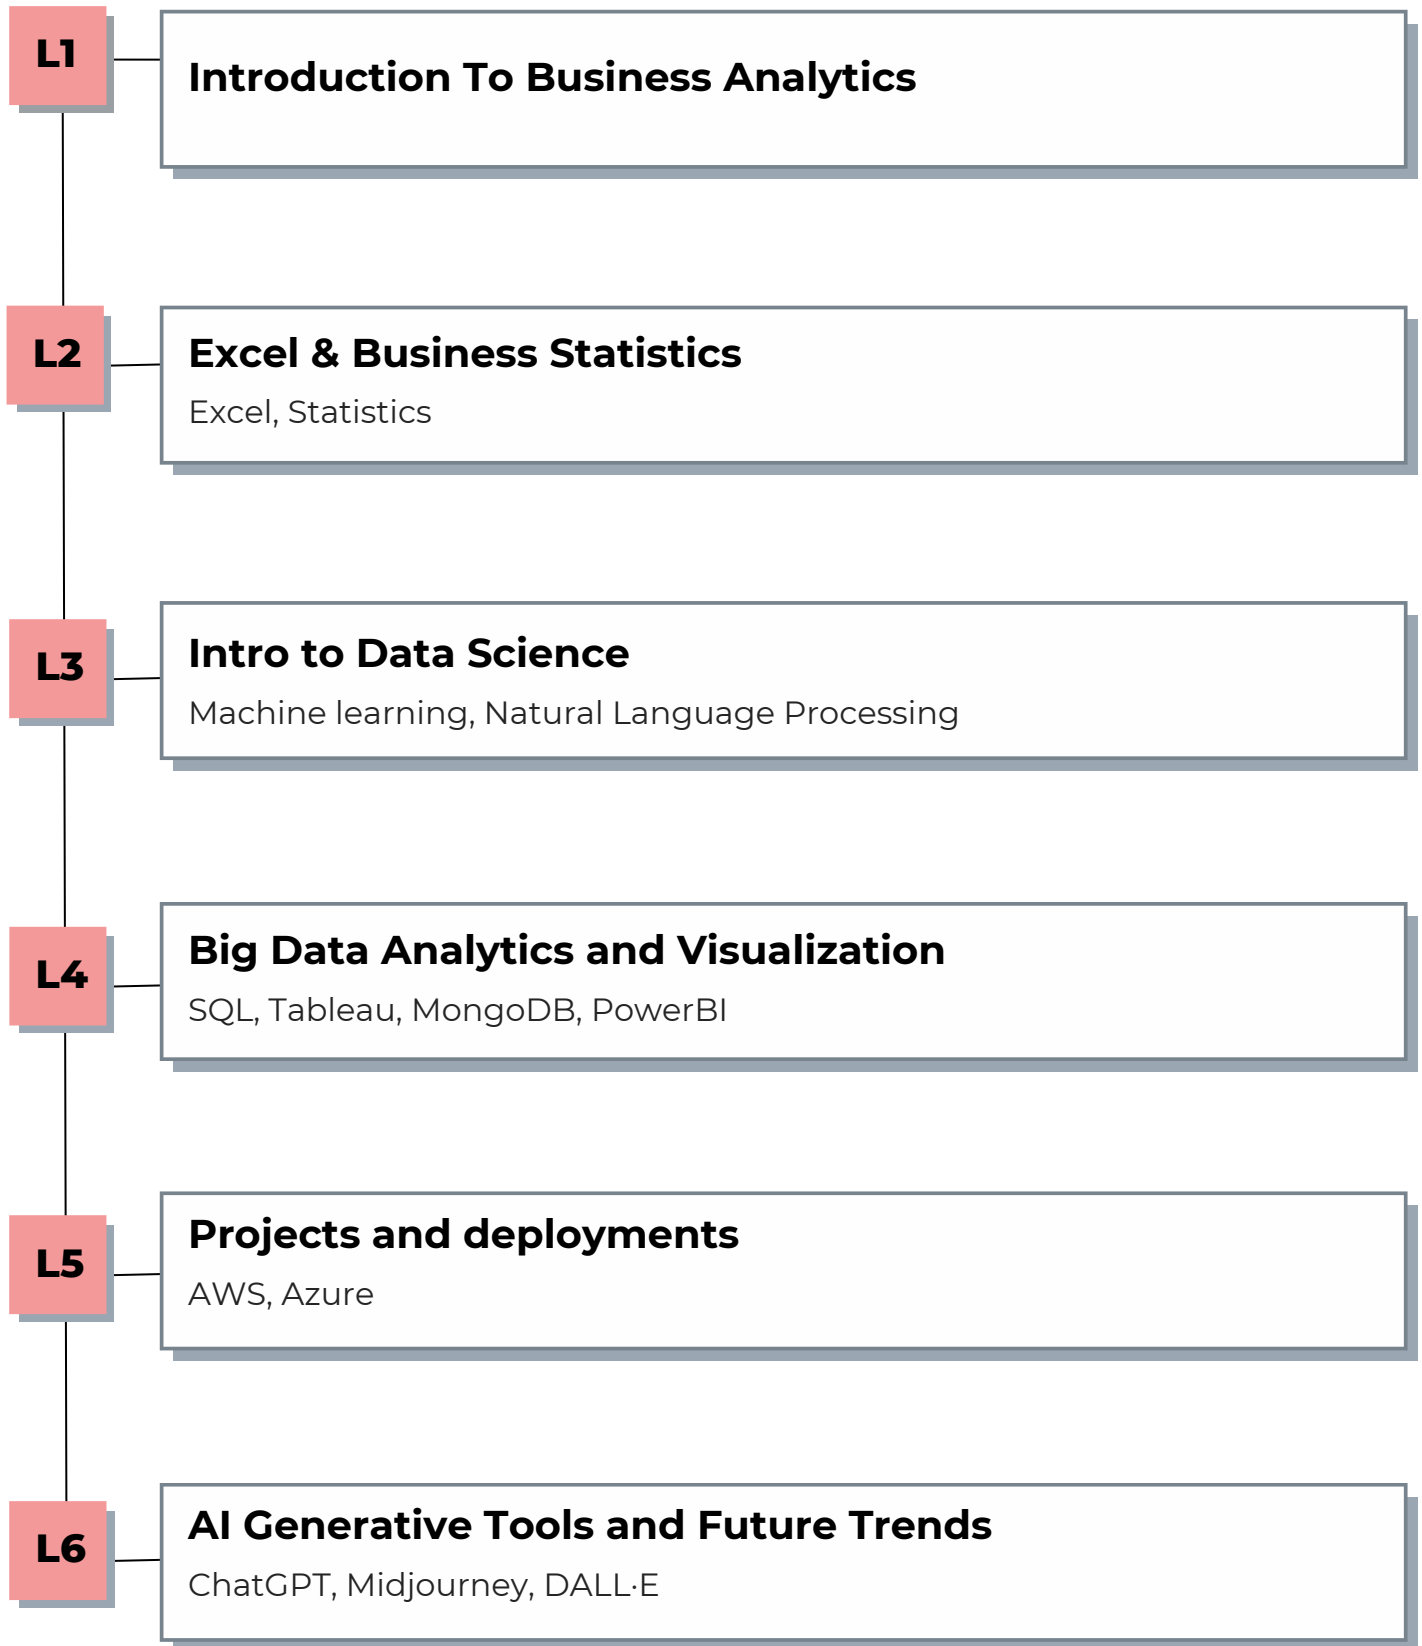 L1
Introduction To Business Analytics
L2
Excel & Business Statistics
Excel, Statistics
L3
Intro to Data Science
Machine learning, Natural Language Processing
L4
Big Data Analytics and Visualization
SQL, Tableau, MongoDB, PowerBI
L5
Projects and deployments
AWS, Azure
L6
AI Generative Tools and Future Trends
ChatGPT, Midjourney, DALL·E